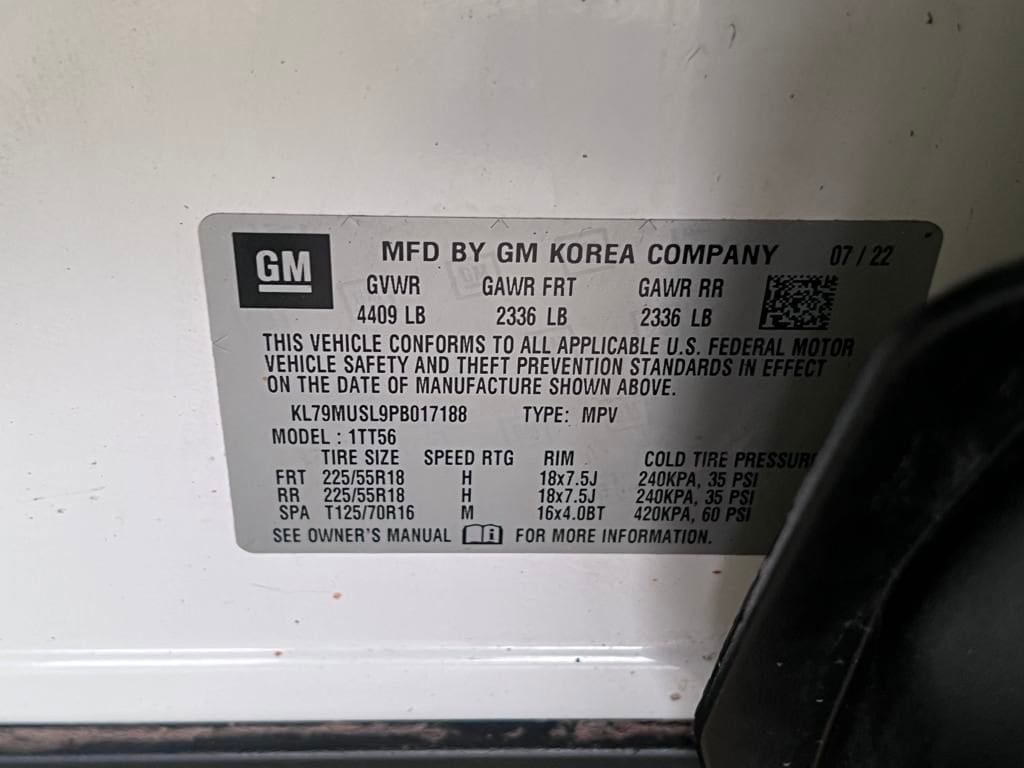 GM
MFD BY GM KOREA COMPANY 07/22
GVWR GAWR FRT GAWR RR
4409 LB 2336 LB 2336 LB
THIS VEHICLE CONFORMS TO ALL APPLICABLE U.S. FEDERAL MOTOR
VEHICLE SAFETY AND THEFT PREVENTION STANDARDS IN EFFECT
ON THE DATE OF MANUFACTURE SHOWN ABOVE.
KL79MUSL9PB017188 TYPE: MPV
MODEL : 1TT56
TIRE SIZE SPEED RTG RIM COLD TIRE PRESSUR
FRT 225/55R18 H 18x7.5J 240KPA, 35 PSI
RR 225/55R18 H 18x7.5J 240KPA, 35 PSI
SPA T125/70R16 M 16x4.0BT 420KPA, 60 PSI
SEE OWNER'S MANUAL i FOR MORE INFORMATION.